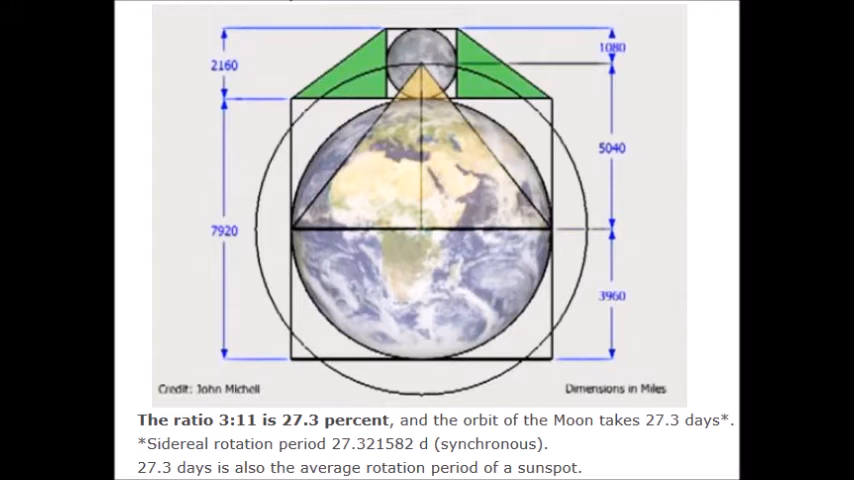 1080
2160
5040
7920
3960
Credit: John Michell
Dimensions in Miles
The ratio 3:11 is 27.3 percent, and the orbit of the Moon takes 27.3 days*.
*Sidereal rotation period 27.321582 d (synchronous).
27.3 days is also the average rotation period of a sunspot.